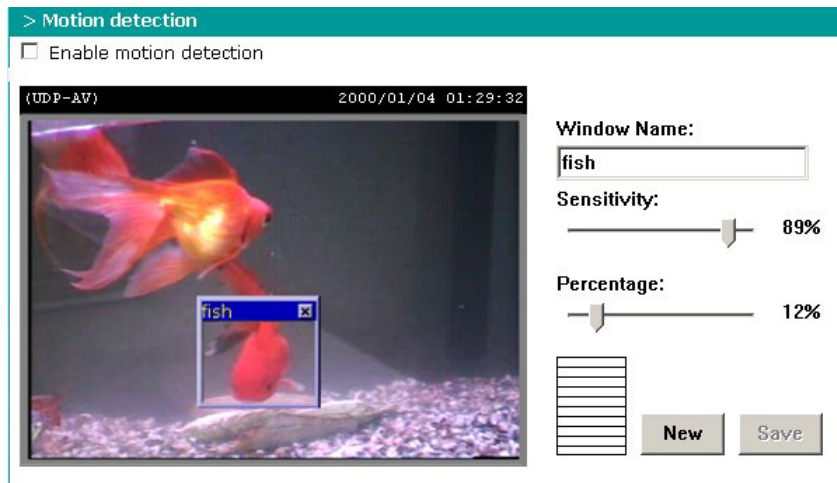 > Motion detection
Enable motion detection
(UDP-AV) 2000/01/04 01:29:32
Window Name:
fish
Sensitivity:
89%
fish
Percentage:
12%
New Save